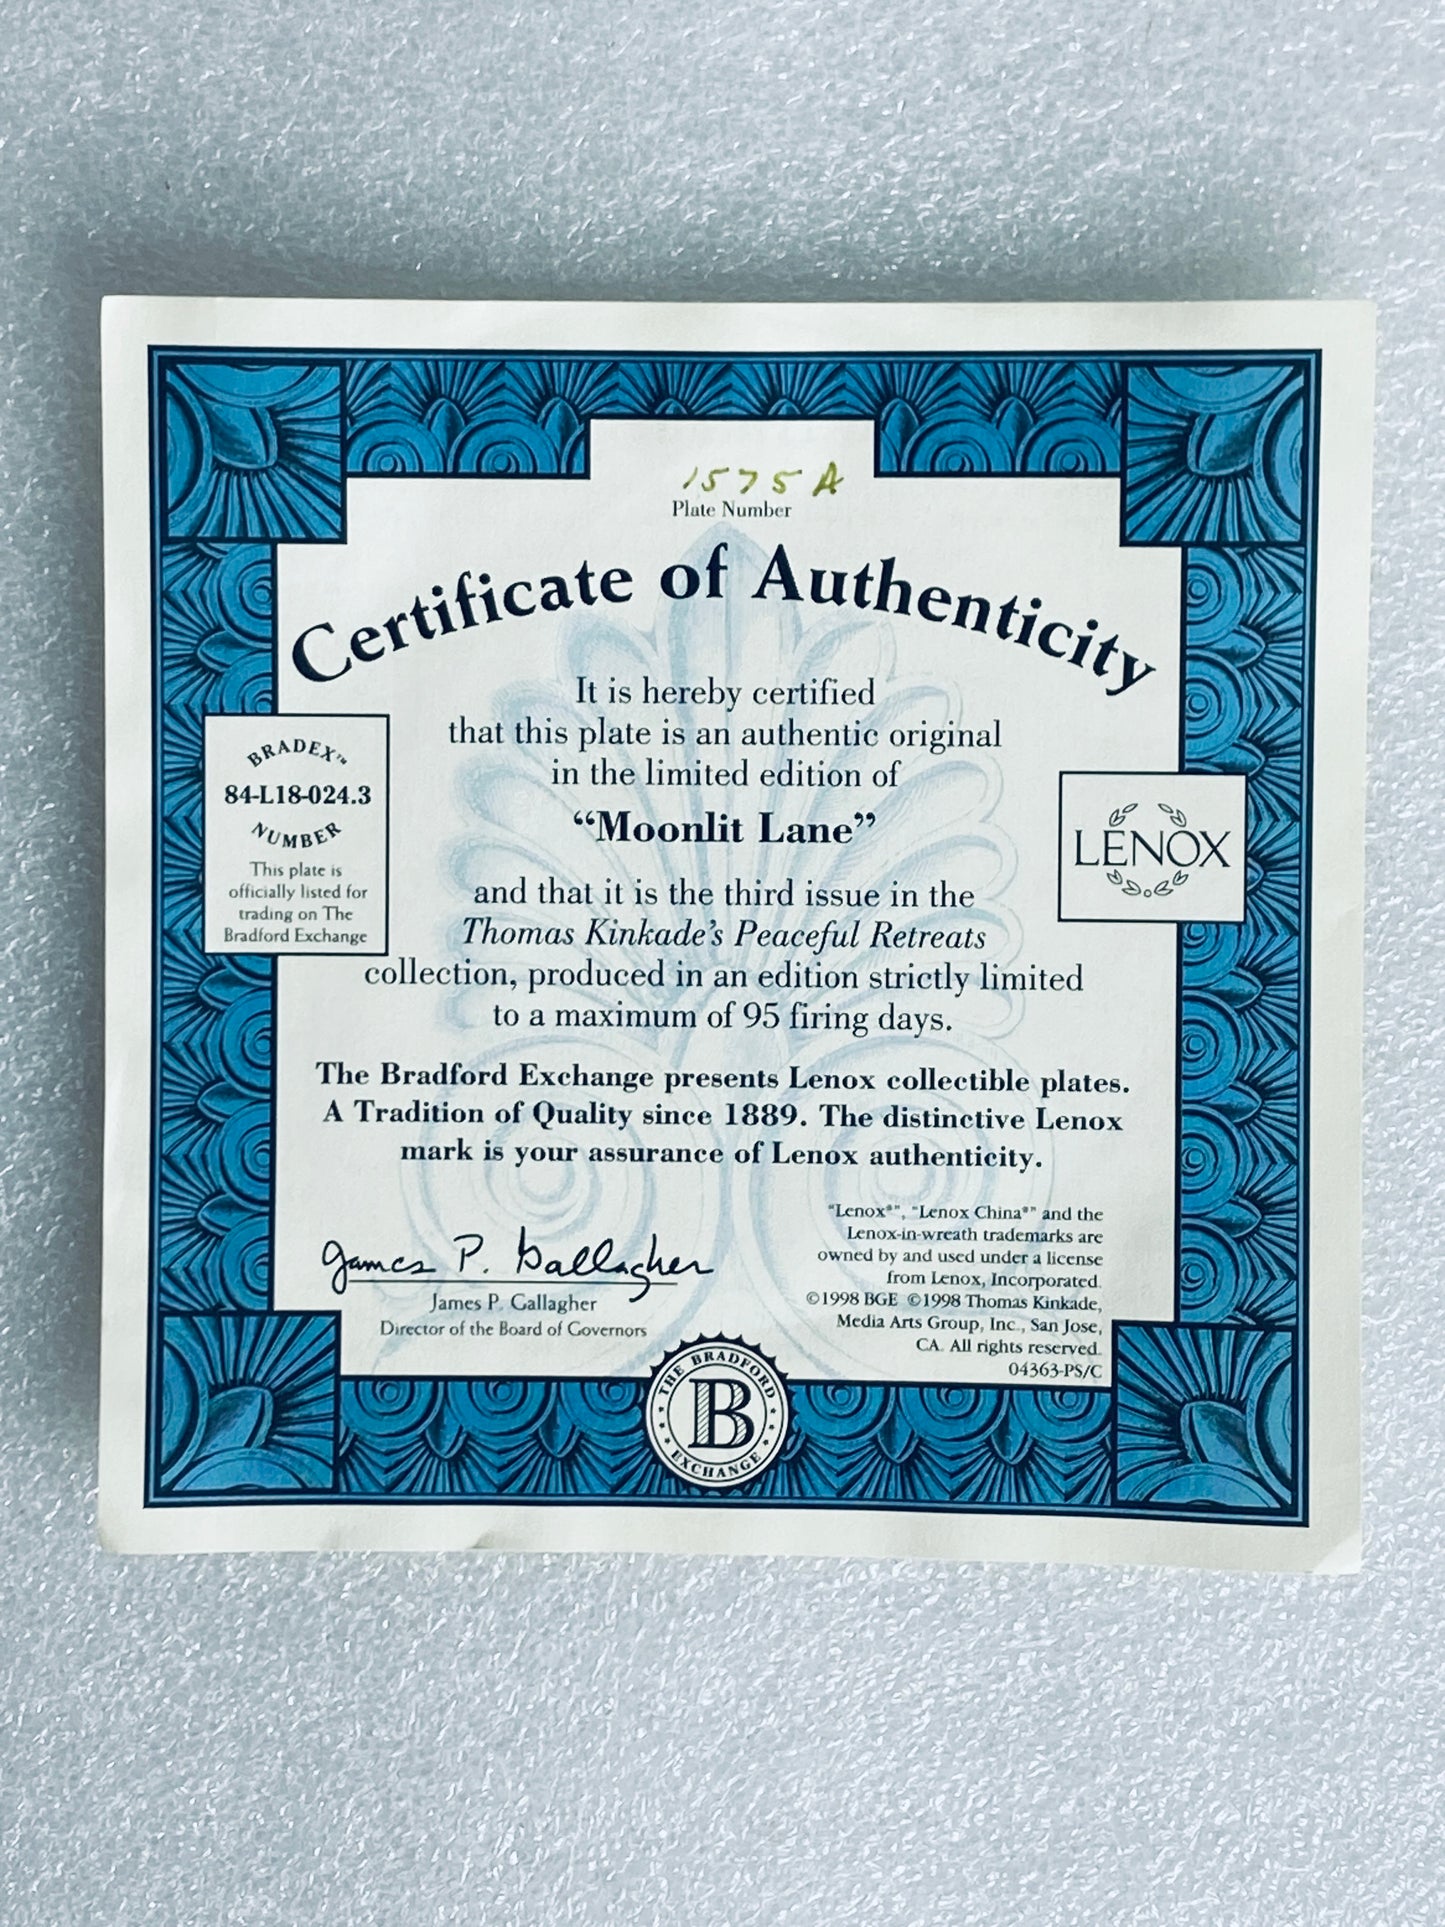 1575A
Plate Number
Certificate of Authenticity
It is hereby certified
that this plate is an authentic original
in the limited edition of
“Moonlit Lane”
and that it is the third issue in the
Thomas Kinkade's Peaceful Retreats
collection, produced in an edition strictly limited
to a maximum of 95 firing days.
BRADEX™
84-L18-024.3
NUMBER
This plate is
officially listed for
trading on The
Bradford Exchange
LENOX
The Bradford Exchange presents Lenox collectible plates.
A Tradition of Quality since 1889. The distinctive Lenox
mark is your assurance of Lenox authenticity.
James P. Gallagher
James P. Gallagher
Director of the Board of Governors
"Lenox®", "Lenox China®" and the
Lenox-in-wreath trademarks are
owned by and used under a license
from Lenox, Incorporated.
©1998 BGE ©1998 Thomas Kinkade,
Media Arts Group, Inc., San Jose,
CA. All rights reserved.
04363-PS/C
THE BRADFORD
B
EXCHANGE